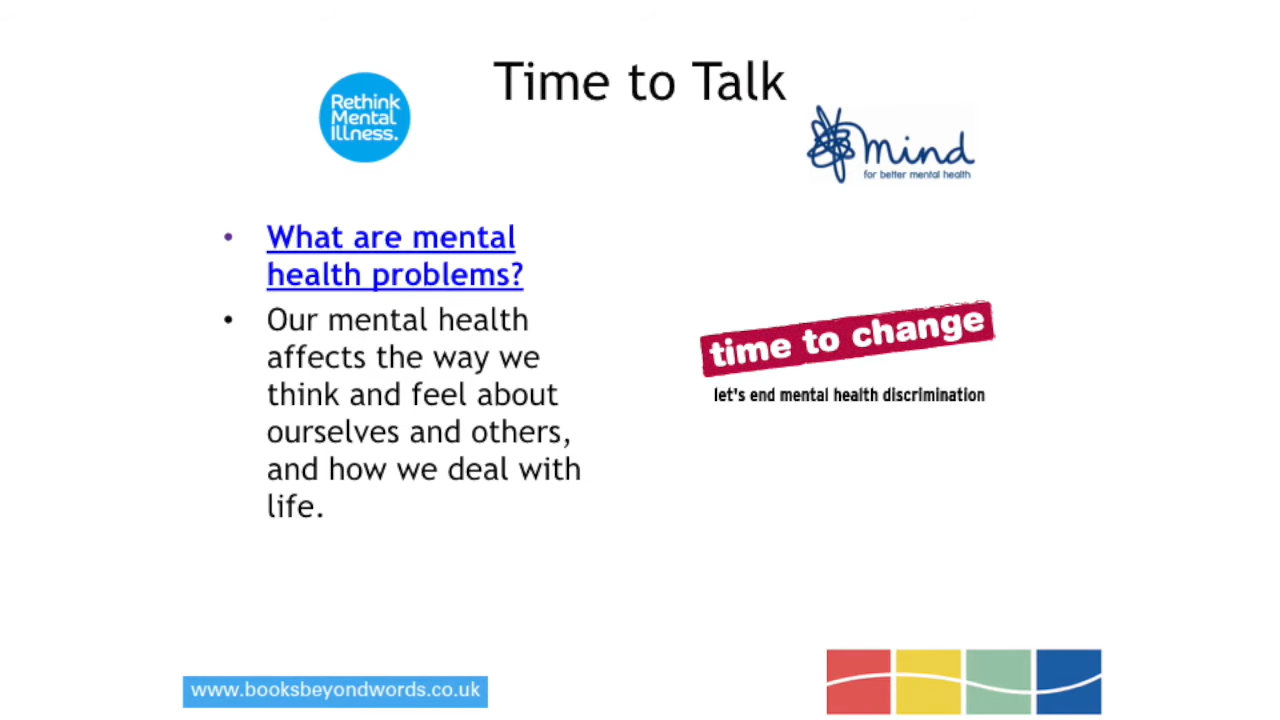 Time to Talk
Rethink
Mental
Illness.
mind
for better mental health
• What are mental
health problems?
• Our mental health
affects the way we
think and feel about
ourselves and others,
and how we deal with
life.
time to change
let's end mental health discrimination
www.booksbeyondwords.co.uk